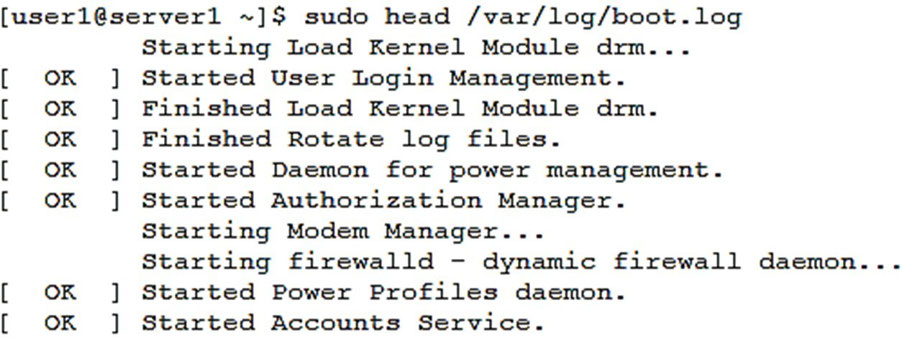 [user1@server1 ~]$ sudo head /var/log/boot.log
         Starting Load Kernel Module drm...
[  OK  ] Started User Login Management.
[  OK  ] Finished Load Kernel Module drm.
[  OK  ] Finished Rotate log files.
[  OK  ] Started Daemon for power management.
[  OK  ] Started Authorization Manager.
         Starting Modem Manager...
         Starting firewalld - dynamic firewall daemon...
[  OK  ] Started Power Profiles daemon.
[  OK  ] Started Accounts Service.